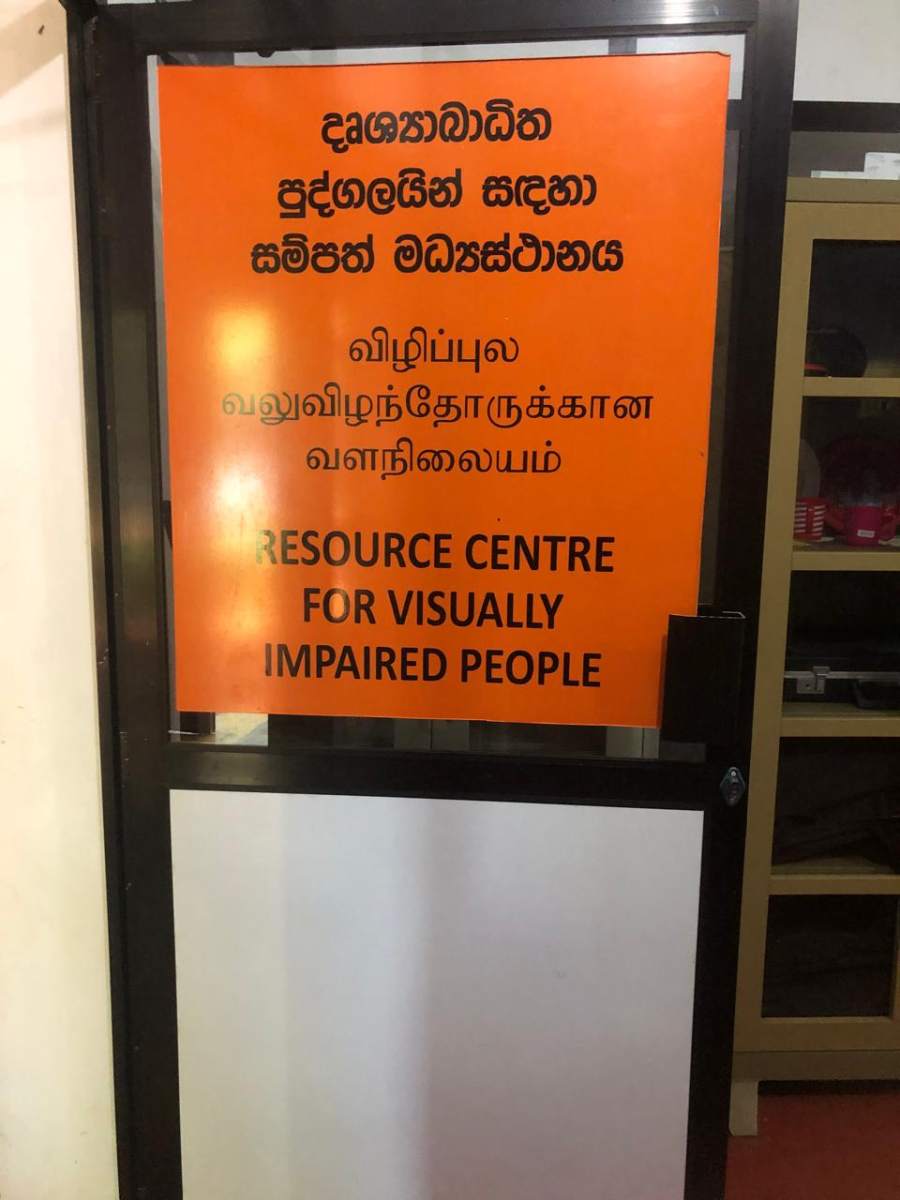 දෘශ්‍යාබාධිත
පුද්ගලයින් සඳහා
සම්පත් මධ්‍යස්ථානය
விழிப்புல
வலுவிழந்தோருக்கான
வளநிலையம்
RESOURCE CENTRE
FOR VISUALLY
IMPAIRED PEOPLE